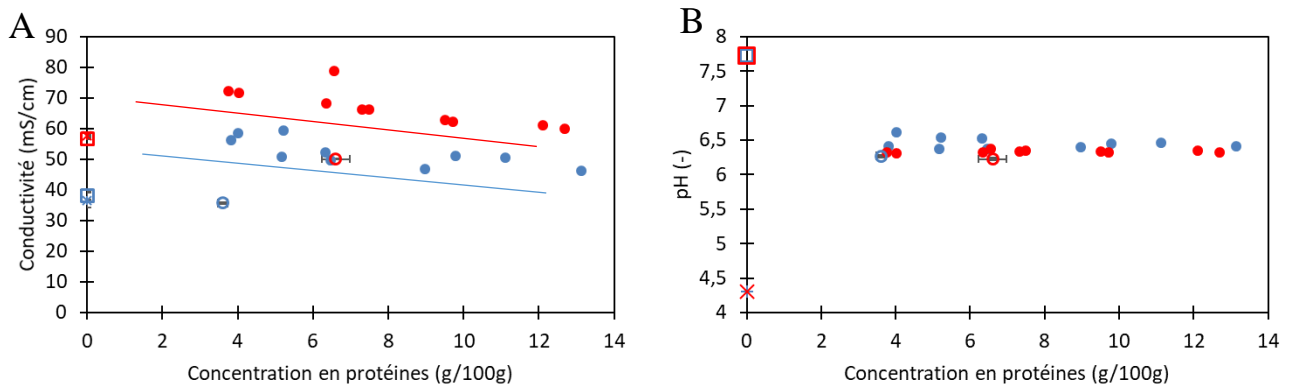 A
Conductivité (mS/cm)
90
80
70
60
50
40
30
20
10
0
0 2 4 6 8 10 12 14
Concentration en protéines (g/100g)
B
pH (-)
8
7,5
7
6,5
6
5,5
5
4,5
4
0 2 4 6 8 10 12 14
Concentration en protéines (g/100g)